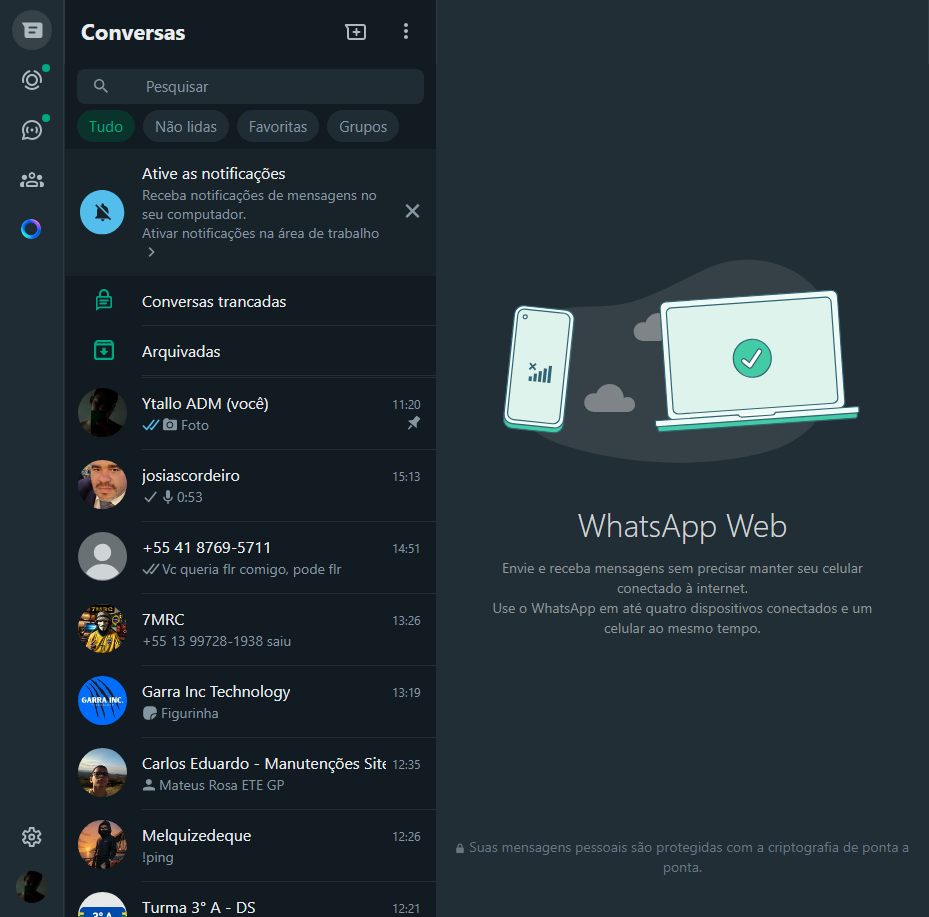 Conversas
Pesquisar
Tudo
Não lidas
Favoritas
Grupos
Ative as notificações
Receba notificações de mensagens no
seu computador.
Ativar notificações na área de trabalho
Conversas trancadas
Arquivadas
Ytallo ADM (você)
11:20
Foto
josiascordeiro
15:13
0:53
+55 41 8769-5711
14:51
Vc queria flr comigo, pode flr
7MRC
7MRC
13:26
+55 13 99728-1938 saiu
GARRA INC.
Garra Inc Technology
13:19
Figurinha
Carlos Eduardo - Manutenções Site
12:35
Mateus Rosa ETE GP
Melquizedeque
12:26
!ping
3° A
Turma 3° A - DS
12:21
WhatsApp Web
Envie e receba mensagens sem precisar manter seu celular
conectado à internet.
Use o WhatsApp em até quatro dispositivos conectados e um
celular ao mesmo tempo.
Suas mensagens pessoais são protegidas com a criptografia de ponta a
ponta.